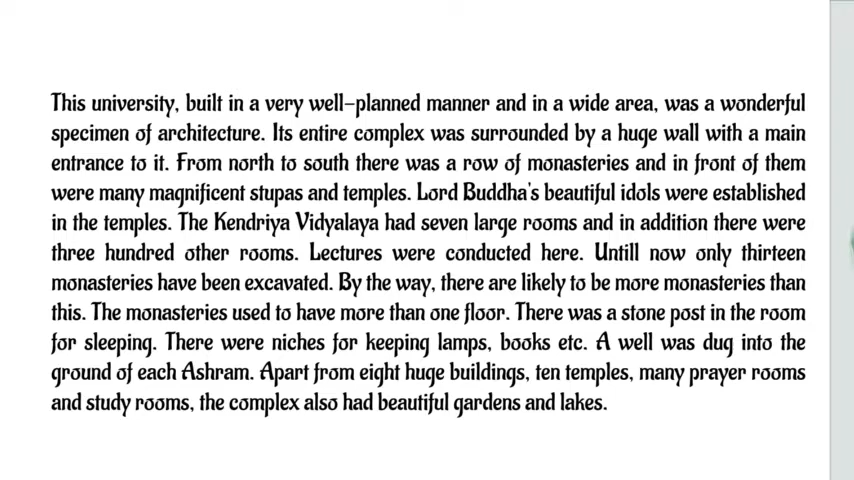 This university, built in a very well-planned manner and in a wide area, was a wonderful
specimen of architecture. Its entire complex was surrounded by a huge wall with a main
entrance to it. From north to south there was a row of monasteries and in front of them
were many magnificent stupas and temples. Lord Buddha's beautiful idols were established
in the temples. The Kendriya Vidyalaya had seven large rooms and in addition there were
three hundred other rooms. Lectures were conducted here. Untill now only thirteen
monasteries have been excavated. By the way, there are likely to be more monasteries than
this. The monasteries used to have more than one floor. There was a stone post in the room
for sleeping. There were niches for keeping lamps, books etc. A well was dug into the
ground of each Ashram. Apart from eight huge buildings, ten temples, many prayer rooms
and study rooms, the complex also had beautiful gardens and lakes.